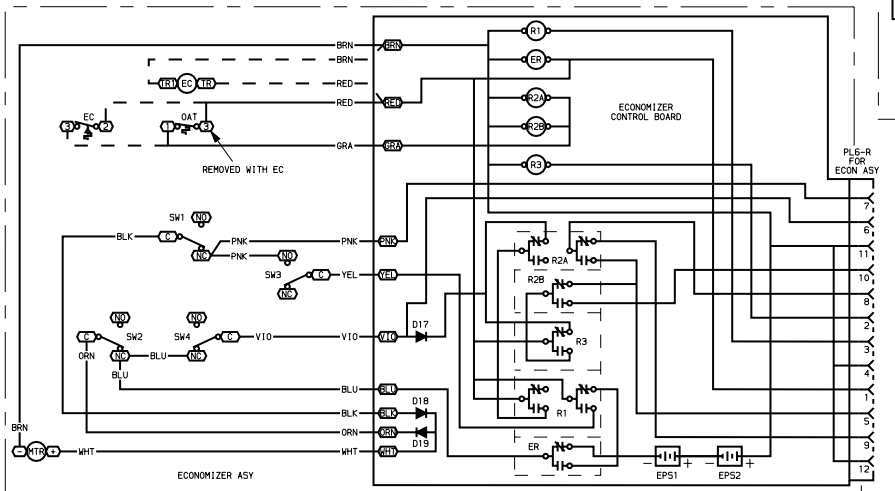 BRN
BRN
BRN
TR1 EC TR
RED
RED
RED
EC
OAT
3
2
1
3
GRA
GRA
REMOVED WITH EC
R1
ER
R2A
R2B
R3
ECONOMIZER
CONTROL BOARD
PL6-R
FOR
ECON ASY
7
6
11
10
8
2
3
4
1
5
9
12
SW1
NO
BLK
C
NC
PNK
PNK
PNK
PNK
NO
SW3
C
YEL
YEL
NC
NO
NO
C
SW2
SW4
C
VIO
VIO
VIO
D17
ORN
NC
BLU
NC
BLU
BLU
BLU
BLK
BLK
D18
ORN
ORN
D19
BRN
- MTR +
WHT
WHT
WHT
ECONOMIZER ASY
R2A
R2B
R3
R1
ER
- +
EPS1
- +
EPS2